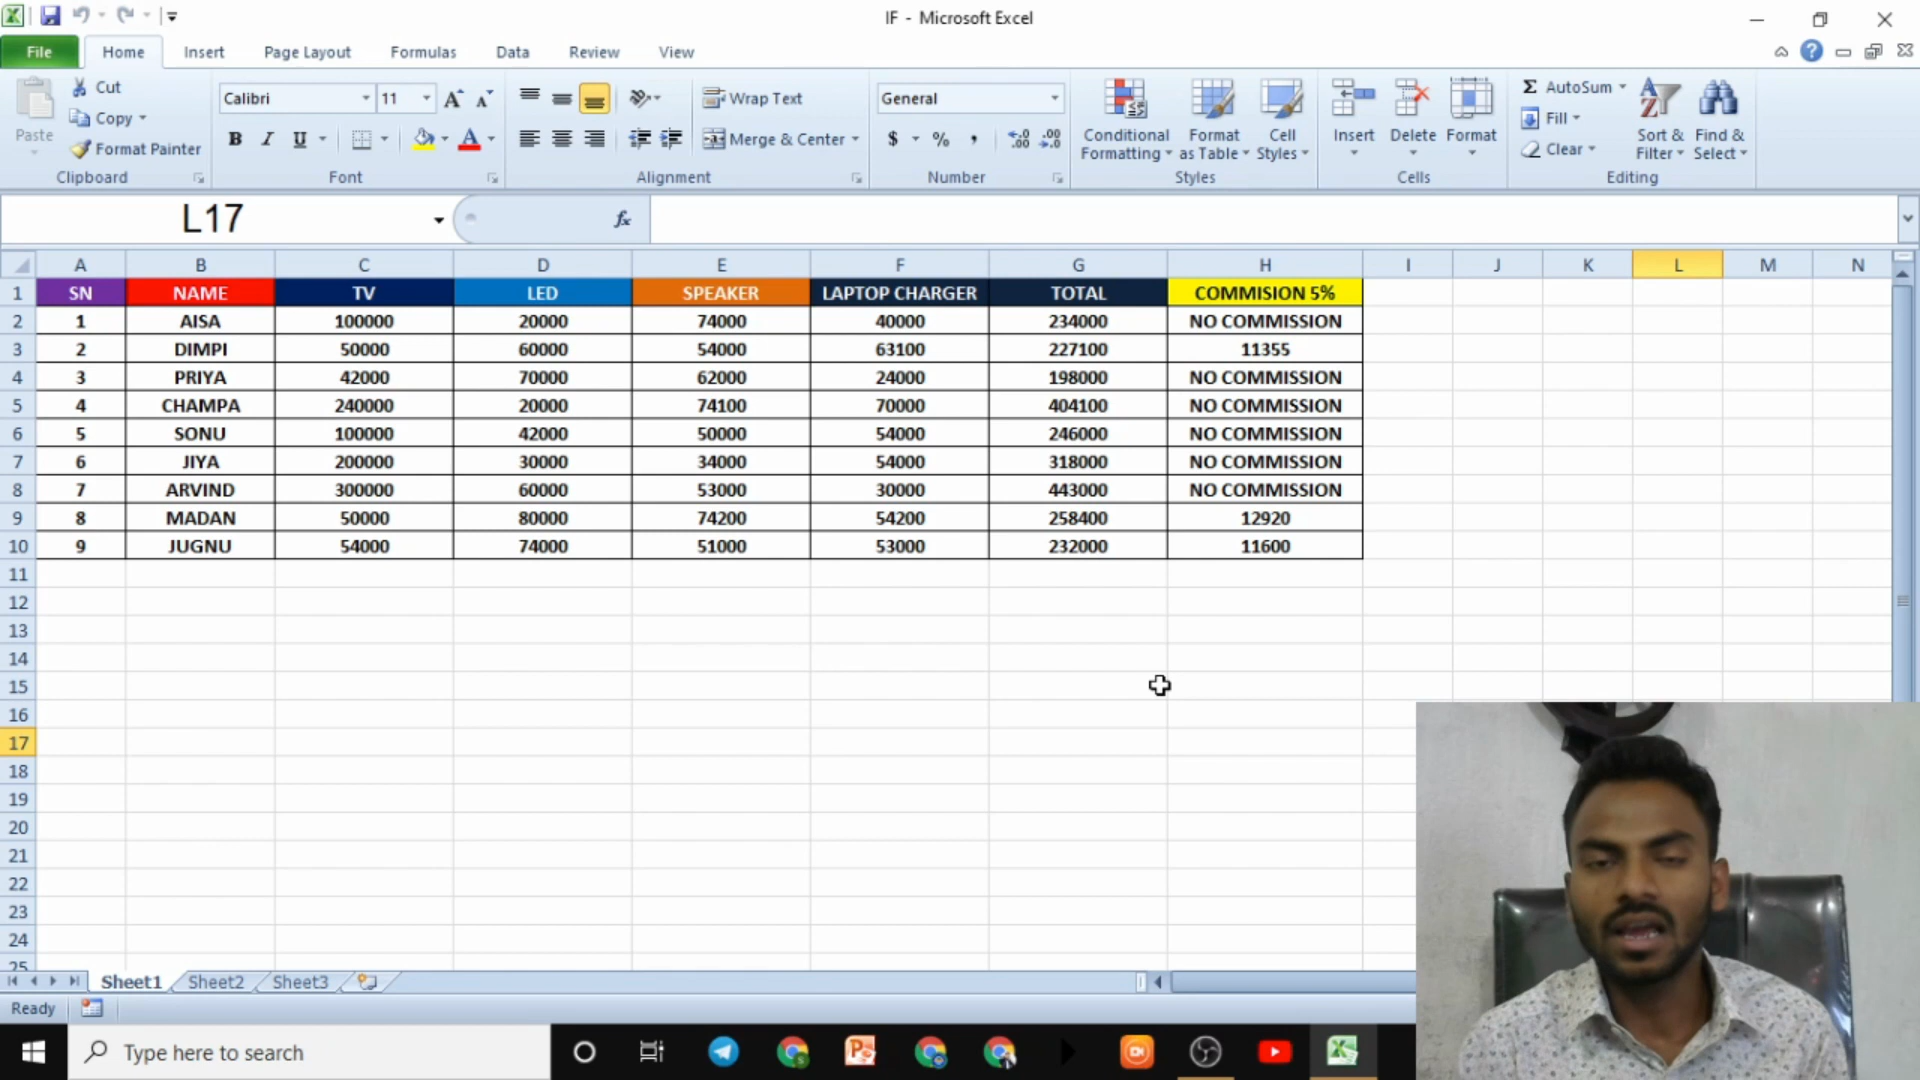 IF - Microsoft Excel
File Home Insert Page Layout Formulas Data Review View
Paste
Cut
Copy
Format Painter
Clipboard
Calibri 11
B I U
Font
Wrap Text
Merge & Center
Alignment
General
$ % ,
Number
Conditional Formatting
Format as Table
Cell Styles
Styles
Insert Delete Format
Cells
Σ AutoSum
Fill
Clear
Sort & Filter
Find & Select
Editing
L17 fx
A B C D E F G H I J K L M N
1 SN NAME TV LED SPEAKER LAPTOP CHARGER TOTAL COMMISION 5%
2 1 AISA 100000 20000 74000 40000 234000 NO COMMISSION
3 2 DIMPI 50000 60000 54000 63100 227100 11355
4 3 PRIYA 42000 70000 62000 24000 198000 NO COMMISSION
5 4 CHAMPA 240000 20000 74100 70000 404100 NO COMMISSION
6 5 SONU 100000 42000 50000 54000 246000 NO COMMISSION
7 6 JIYA 200000 30000 34000 54000 318000 NO COMMISSION
8 7 ARVIND 300000 60000 53000 30000 443000 NO COMMISSION
9 8 MADAN 50000 80000 74200 54200 258400 12920
10 9 JUGNU 54000 74000 51000 53000 232000 11600
11
12
13
14
15
16
17
18
19
20
21
22
23
24
25
Sheet1 Sheet2 Sheet3
Ready
Type here to search